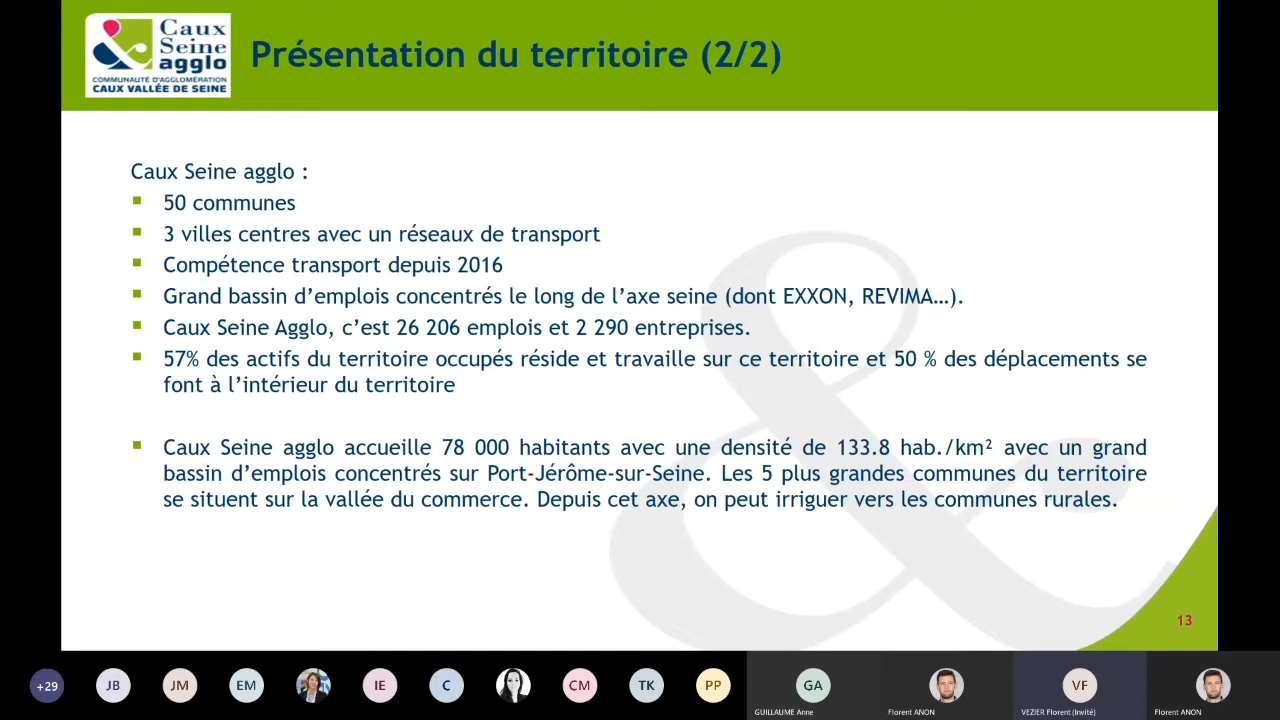 Caux
Seine
agglo
COMMUNAUTÉ D'AGGLOMÉRATION
CAUX VALLÉE DE SEINE
Présentation du territoire (2/2)
Caux Seine agglo :
50 communes
3 villes centres avec un réseaux de transport
Compétence transport depuis 2016
Grand bassin d'emplois concentrés le long de l'axe seine (dont EXXON, REVIMA…).
Caux Seine Agglo, c'est 26 206 emplois et 2 290 entreprises.
57% des actifs du territoire occupés réside et travaille sur ce territoire et 50 % des déplacements se
font à l'intérieur du territoire
Caux Seine agglo accueille 78 000 habitants avec une densité de 133.8 hab./km² avec un grand
bassin d'emplois concentrés sur Port-Jérôme-sur-Seine. Les 5 plus grandes communes du territoire
se situent sur la vallée du commerce. Depuis cet axe, on peut irriguer vers les communes rurales.
13
+29 JB JM EM IE C CM TK PP GA VF
GUILLAUME Anne Florent ANON VEZIER Florent (Invité) Florent ANON